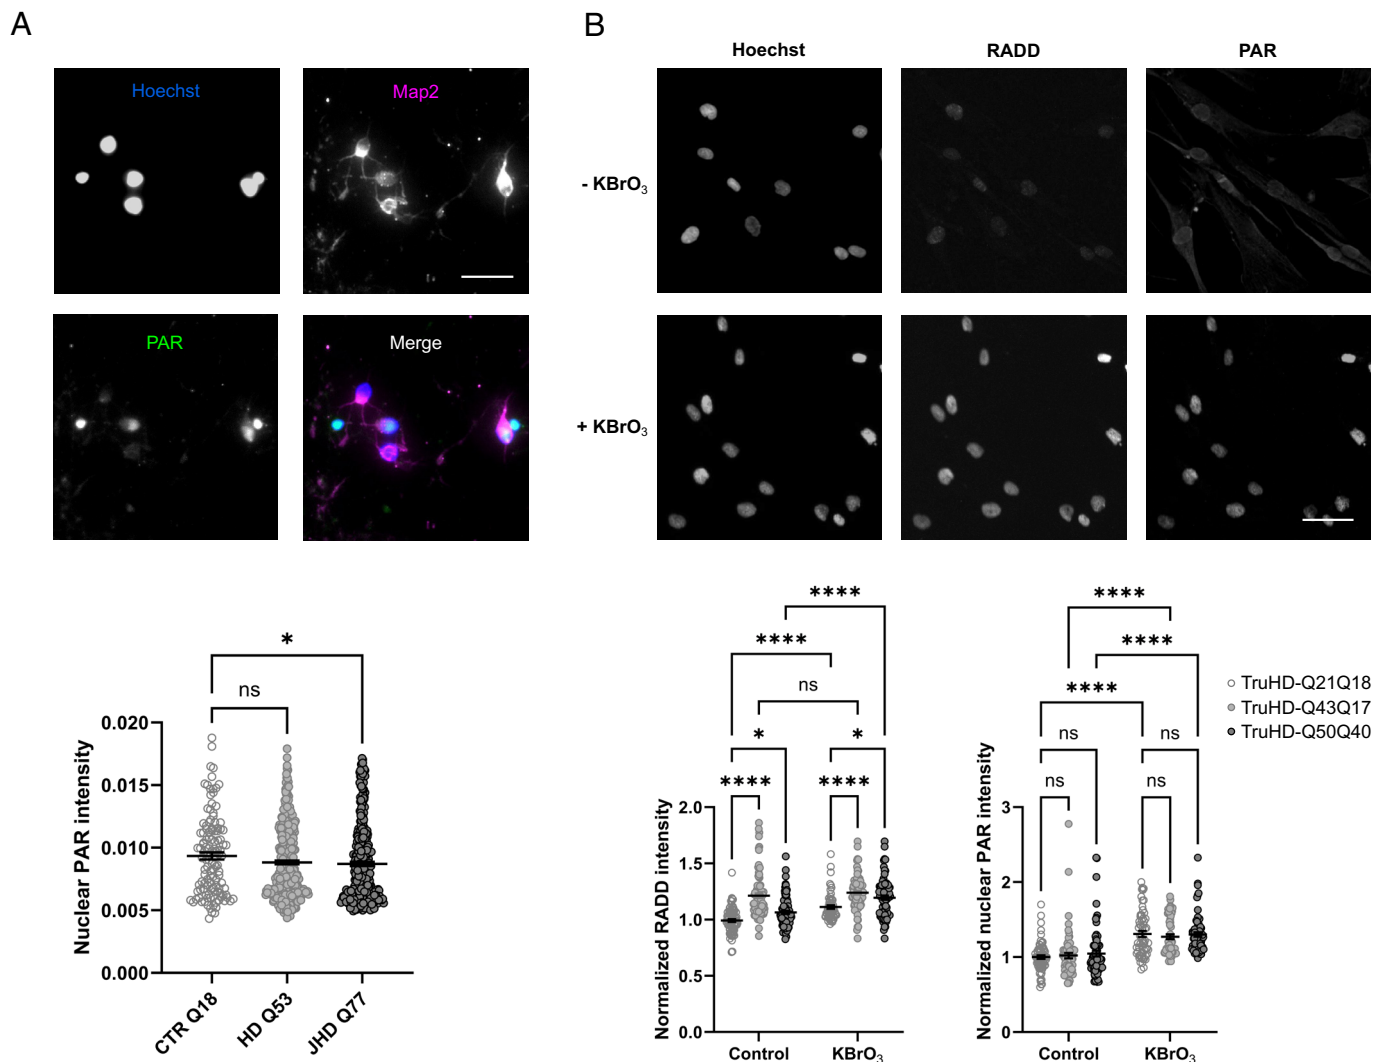 A
Hoechst
Map2
PAR
Merge
*
ns
0.020
0.015
0.010
0.005
0.000
Nuclear PAR intensity
CTR Q18
HD Q53
JHD Q77
B
Hoechst RADD PAR
- KBrO₃
+ KBrO₃
****
****
ns
* *
**** ****
2.0
1.5
1.0
0.5
0.0
Normalized RADD intensity
Control KBrO₃
****
****
****
ns ns
ns ns
3
2
1
0
Normalized nuclear PAR intensity
Control KBrO₃
TruHD-Q21Q18
TruHD-Q43Q17
TruHD-Q50Q40